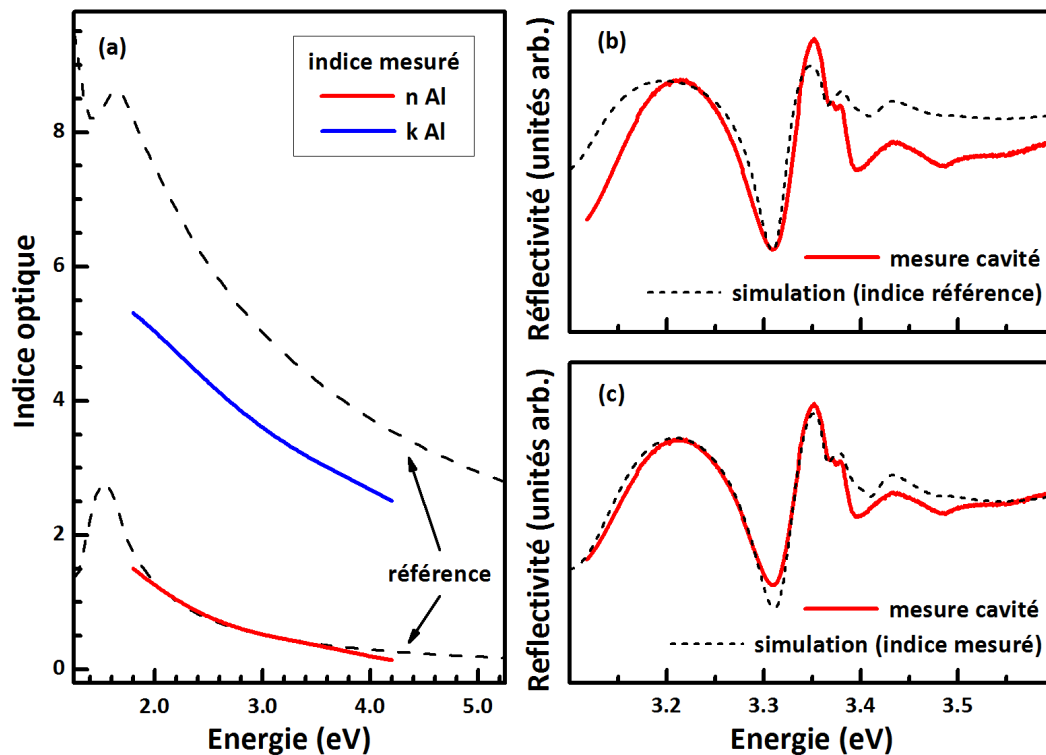 (a)
indice mesuré
n Al
k Al
référence
Indice optique
0
2
4
6
8
2.0
3.0
4.0
5.0
Energie (eV)
(b)
mesure cavité
simulation (indice référence)
Réflectivité (unités arb.)
(c)
mesure cavité
simulation (indice mesuré)
Réflectivité (unités arb.)
3.2
3.3
3.4
3.5
Energie (eV)